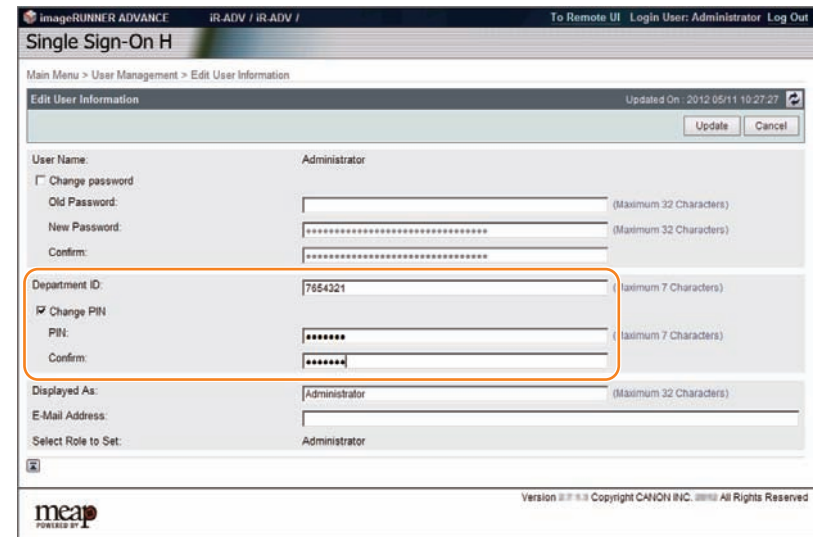 imageRUNNER ADVANCE iR-ADV / iR-ADV / To Remote UI Login User: Administrator Log Out
Single Sign-On H
Main Menu > User Management > Edit User Information
Edit User Information Updated On : 2012 05/11 10:27:27
Update Cancel
User Name: Administrator
Change password
Old Password: (Maximum 32 Characters)
New Password: (Maximum 32 Characters)
Confirm:
Department ID: 7654321 (Maximum 7 Characters)
Change PIN
PIN: (Maximum 7 Characters)
Confirm:
Displayed As: Administrator (Maximum 32 Characters)
E-Mail Address:
Select Role to Set: Administrator
Version Copyright CANON INC. All Rights Reserved
meap
POWERED BY